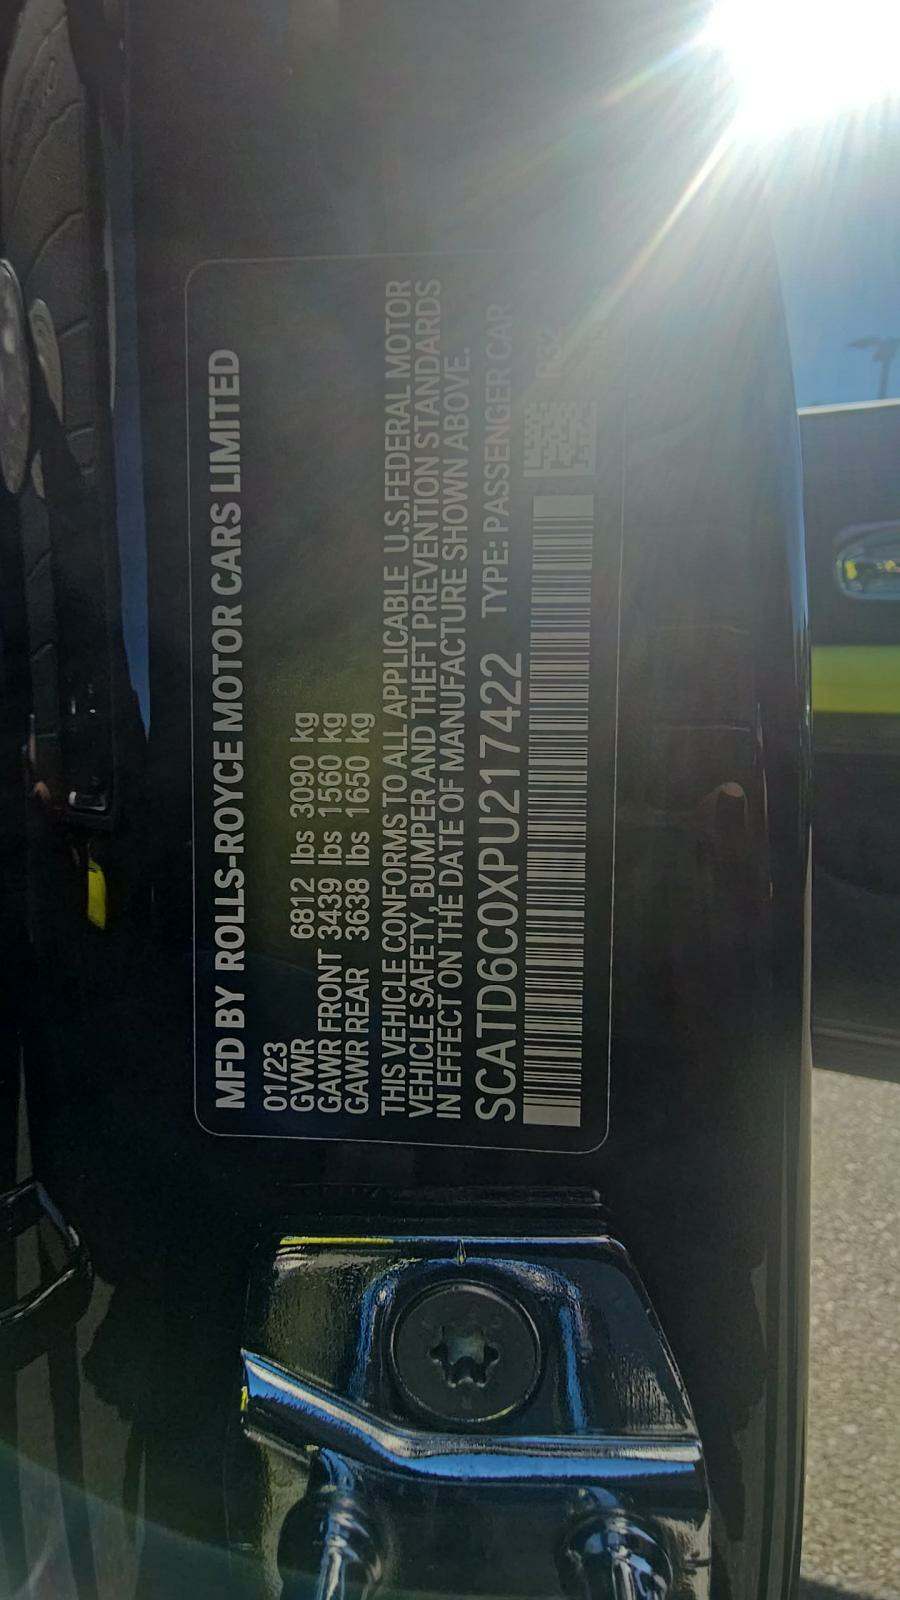 MFD BY ROLLS-ROYCE MOTOR CARS LIMITED
01/23
GVWR 6812 lbs 3090 kg
GAWR FRONT 3439 lbs 1560 kg
GAWR REAR 3638 lbs 1650 kg
THIS VEHICLE CONFORMS TO ALL APPLICABLE U.S.FEDERAL MOTOR
VEHICLE SAFETY, BUMPER AND THEFT PREVENTION STANDARDS
IN EFFECT ON THE DATE OF MANUFACTURE SHOWN ABOVE.
SCATD6C0XPU217422 TYPE: PASSENGER CAR